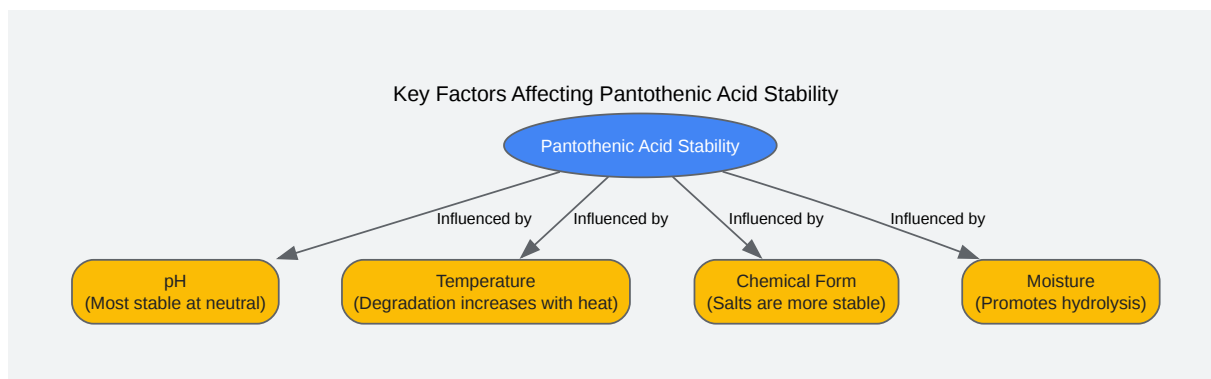 Key Factors Affecting Pantothenic Acid Stability
Pantothenic Acid Stability
Influenced by
Influenced by
Influenced by
Influenced by
pH
(Most stable at neutral)
Temperature
(Degradation increases with heat)
Chemical Form
(Salts are more stable)
Moisture
(Promotes hydrolysis)